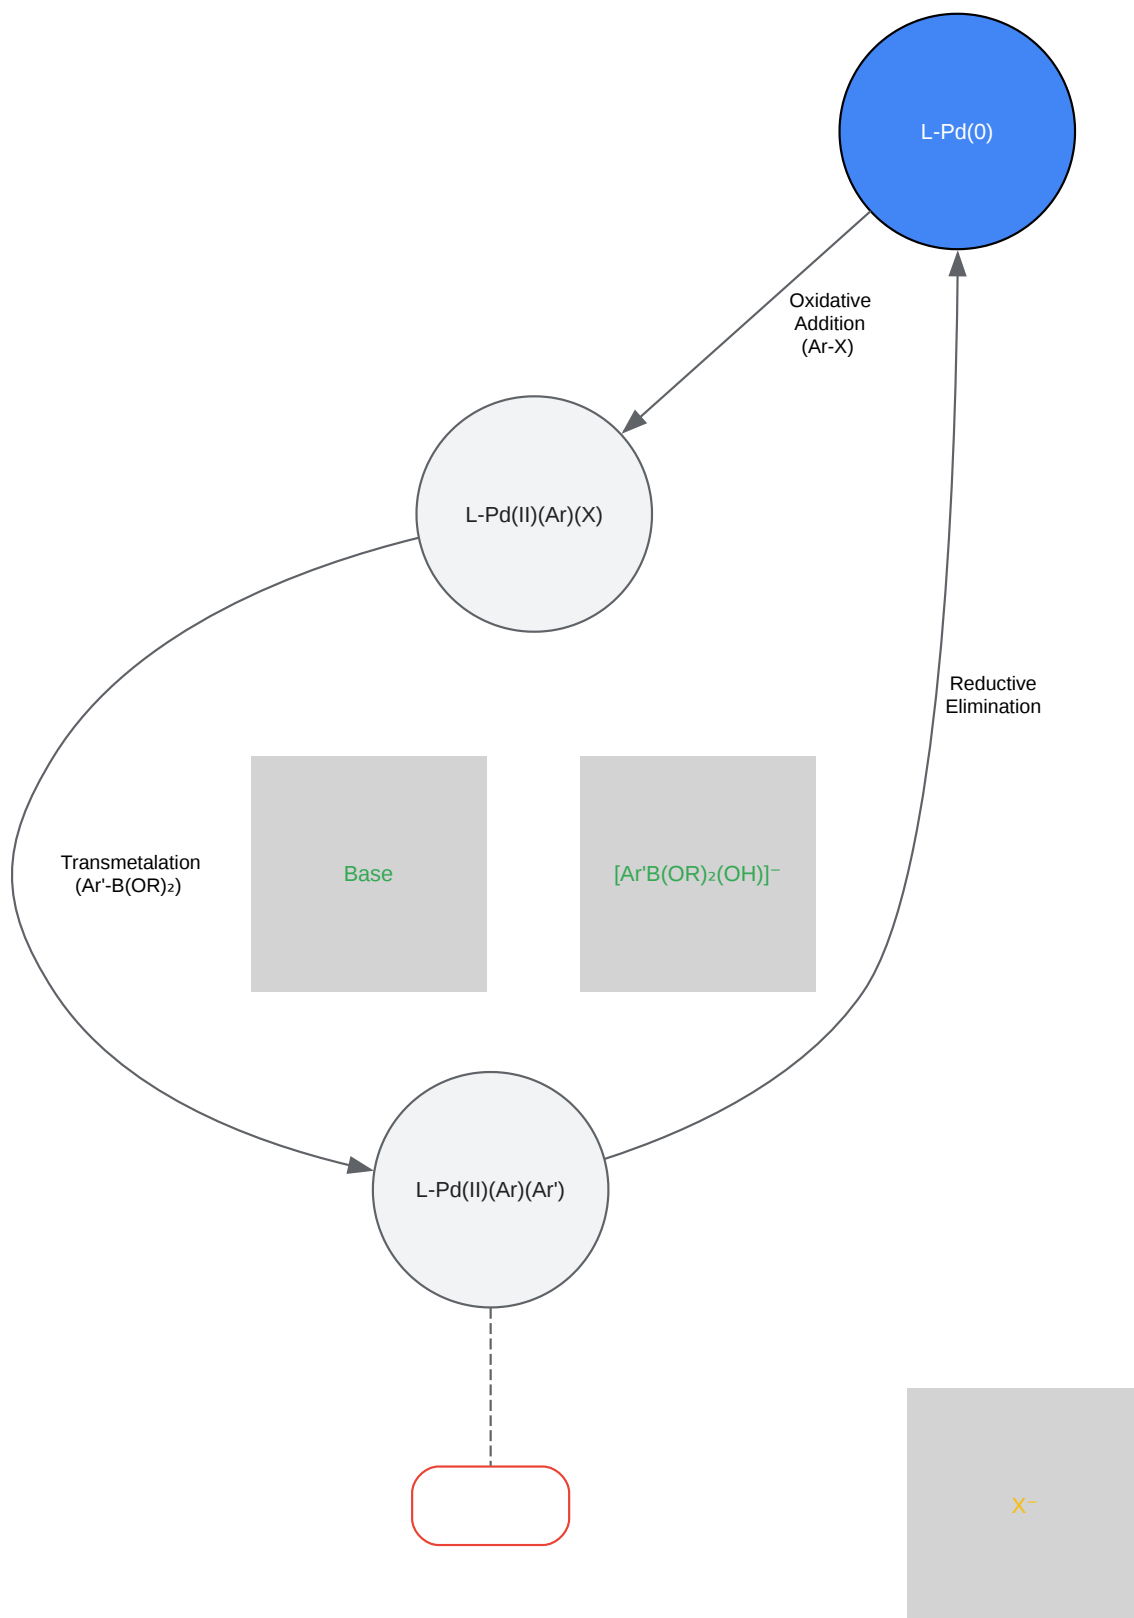 L-Pd(0)
Oxidative
Addition
(Ar-X)
L-Pd(II)(Ar)(X)
Reductive
Elimination
Transmetalation
(Ar'-B(OR)₂)
Base
[Ar'B(OR)₂(OH)]⁻
L-Pd(II)(Ar)(Ar')
X⁻